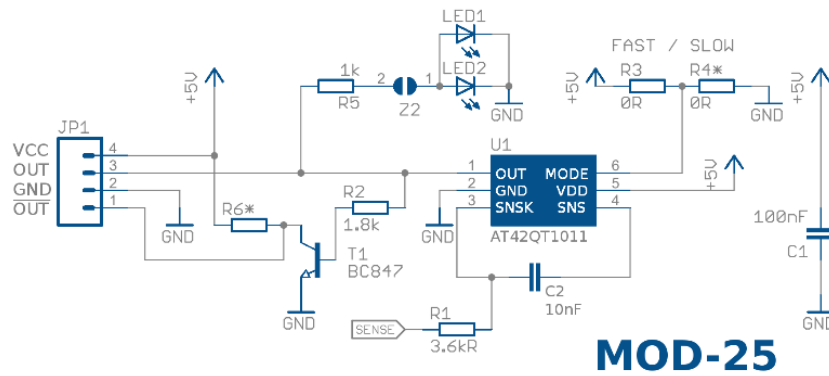 LED1
FAST / SLOW
1k
2
1
LED2
R3
R4*
+5V
R5
Z2
GND
+5V
0R
0R
GND
+5V
JP1
VCC
4
OUT
3
GND
2
OUT
1
U1
1
OUT
MODE
6
2
GND
VDD
5
3
SNSK
SNS
4
AT42QT1011
+5V
R2
1.8k
R6*
GND
GND
T1
BC847
100nF
C1
C2
10nF
GND
SENSE
R1
3.6kR
GND
MOD-25